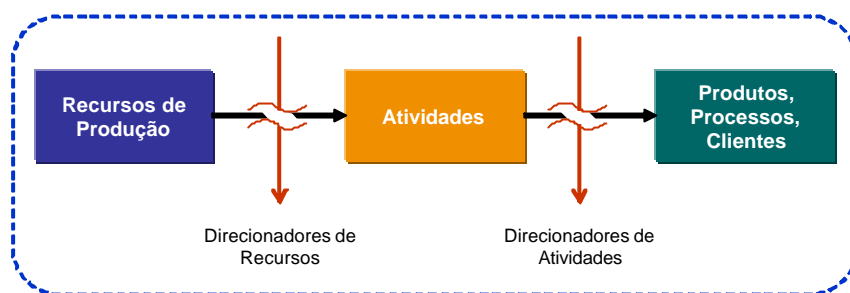 Recursos de
Produção
Atividades
Produtos,
Processos,
Clientes
Direcionadores de
Recursos
Direcionadores de
Atividades